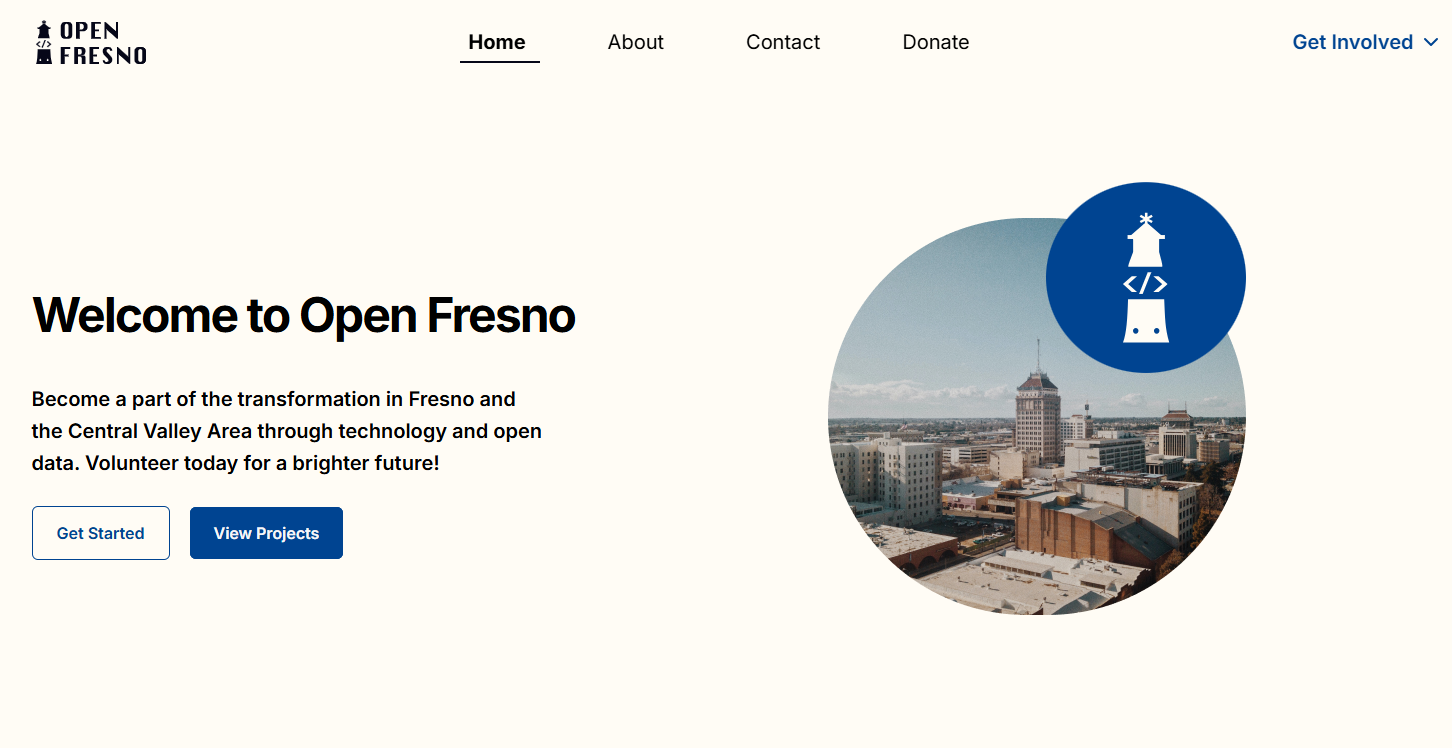 OPEN
FRESNO
Home
About
Contact
Donate
Get Involved
</>
Welcome to Open Fresno
Become a part of the transformation in Fresno and
the Central Valley Area through technology and open
data. Volunteer today for a brighter future!
Get Started
View Projects
</>